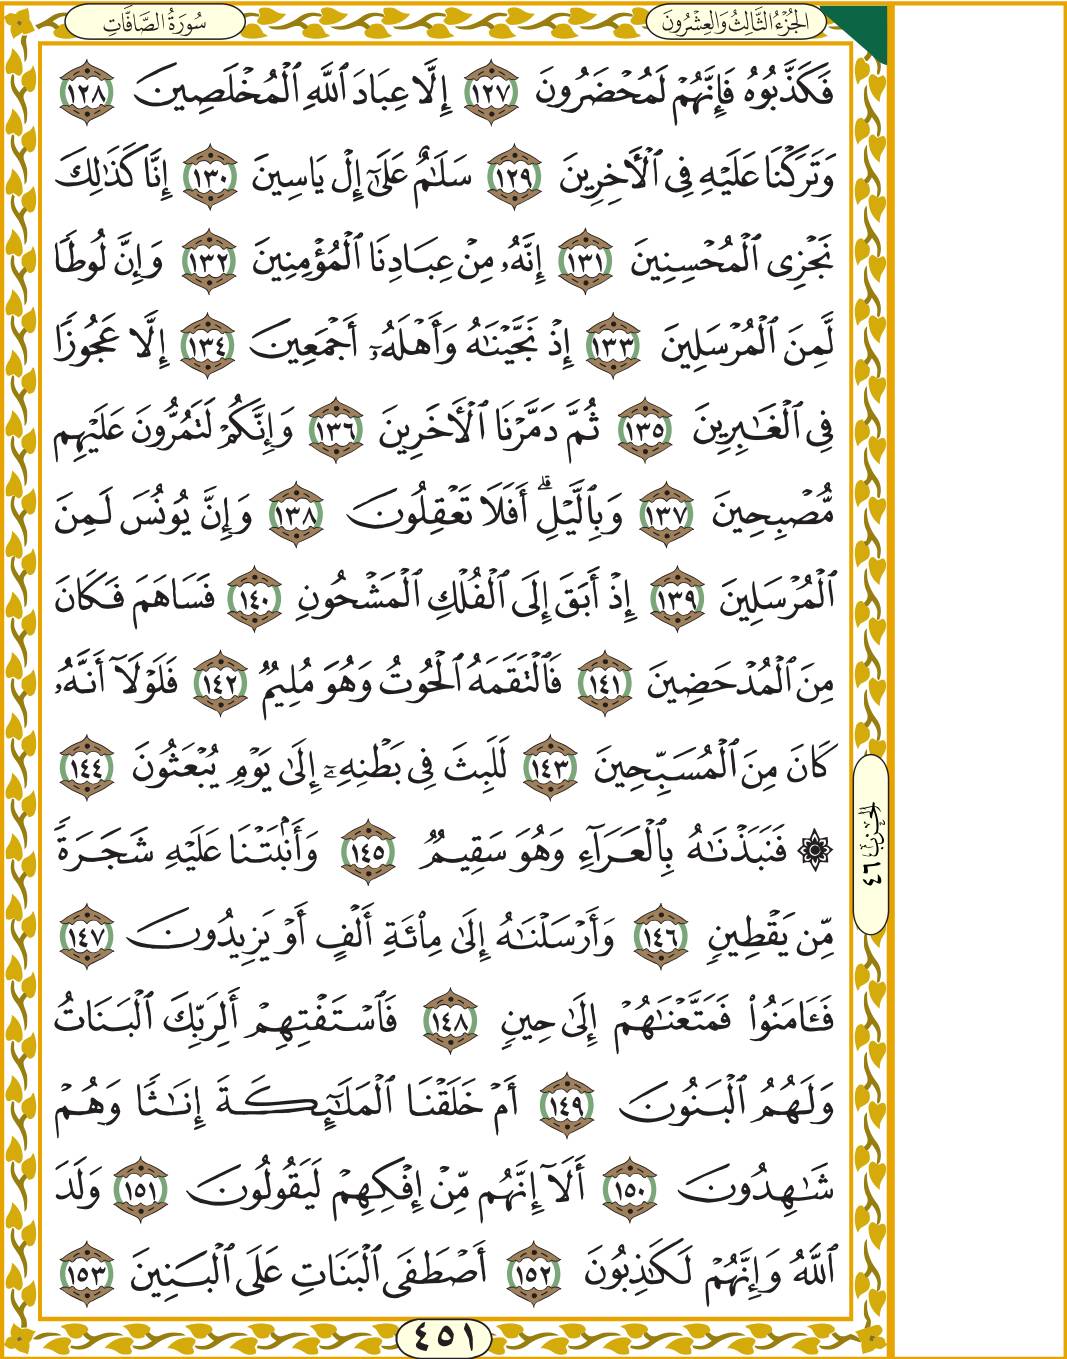 سُورَةُ الصَّافَّاتِ
الجُزْءُ الثَّالِثُ وَالعِشْرُونَ
فَكَذَّبُوهُ فَإِنَّهُمْ لَمُحْضَرُونَ ١٢٧ إِلَّا عِبَادَ ٱللَّهِ ٱلْمُخْلَصِينَ ١٢٨
وَتَرَكْنَا عَلَيْهِ فِى ٱلْأَخِرِينَ ١٢٩ سَلَٰمٌ عَلَىٰٓ إِلْ يَاسِينَ ١٣٠ إِنَّا كَذَٰلِكَ
نَجْزِى ٱلْمُحْسِنِينَ ١٣١ إِنَّهُۥ مِنْ عِبَادِنَا ٱلْمُؤْمِنِينَ ١٣٢ وَإِنَّ لُوطًا
لَّمِنَ ٱلْمُرْسَلِينَ ١٣٣ إِذْ نَجَّيْنَٰهُ وَأَهْلَهُۥٓ أَجْمَعِينَ ١٣٤ إِلَّا عَجُوزًا
فِى ٱلْغَٰبِرِينَ ١٣٥ ثُمَّ دَمَّرْنَا ٱلْأَخَرِينَ ١٣٦ وَإِنَّكُمْ لَتَمُرُّونَ عَلَيْهِم
مُّصْبِحِينَ ١٣٧ وَبِٱلَّيْلِۗ أَفَلَا تَعْقِلُونَ ١٣٨ وَإِنَّ يُونُسَ لَمِنَ
ٱلْمُرْسَلِينَ ١٣٩ إِذْ أَبَقَ إِلَى ٱلْفُلْكِ ٱلْمَشْحُونِ ١٤٠ فَسَاهَمَ فَكَانَ
مِنَ ٱلْمُدْحَضِينَ ١٤١ فَٱلْتَقَمَهُ ٱلْحُوتُ وَهُوَ مُلِيمٌ ١٤٢ فَلَوْلَآ أَنَّهُۥ
كَانَ مِنَ ٱلْمُسَبِّحِينَ ١٤٣ لَلَبِثَ فِى بَطْنِهِۦٓ إِلَىٰ يَوْمِ يُبْعَثُونَ ١٤٤
۞ فَنَبَذْنَٰهُ بِٱلْعَرَآءِ وَهُوَ سَقِيمٌ ١٤٥ وَأَنۢبَتْنَا عَلَيْهِ شَجَرَةً
مِّن يَقْطِينٍ ١٤٦ وَأَرْسَلْنَٰهُ إِلَىٰ مِا۟ئَةِ أَلْفٍ أَوْ يَزِيدُونَ ١٤٧
فَـَٔامَنُوا۟ فَمَتَّعْنَٰهُمْ إِلَىٰ حِينٍ ١٤٨ فَٱسْتَفْتِهِمْ أَلِرَبِّكَ ٱلْبَنَاتُ
وَلَهُمُ ٱلْبَنُونَ ١٤٩ أَمْ خَلَقْنَا ٱلْمَلَٰٓئِكَةَ إِنَٰثًا وَهُمْ
شَٰهِدُونَ ١٥٠ أَلَآ إِنَّهُم مِّنْ إِفْكِهِمْ لَيَقُولُونَ ١٥١ وَلَدَ
ٱللَّهُ وَإِنَّهُمْ لَكَٰذِبُونَ ١٥٢ أَصْطَفَى ٱلْبَنَاتِ عَلَى ٱلْبَنِينَ ١٥٣
الحِزْبُ ٤٦
٤٥١